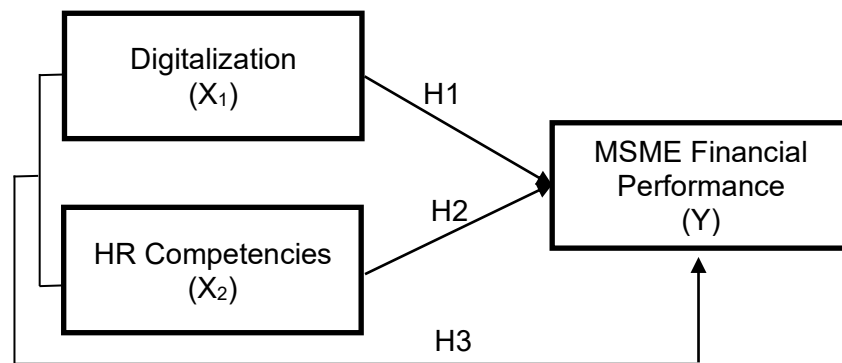 Digitalization
(X₁)
H1
MSME Financial
Performance
(Y)
H2
HR Competencies
(X₂)
H3